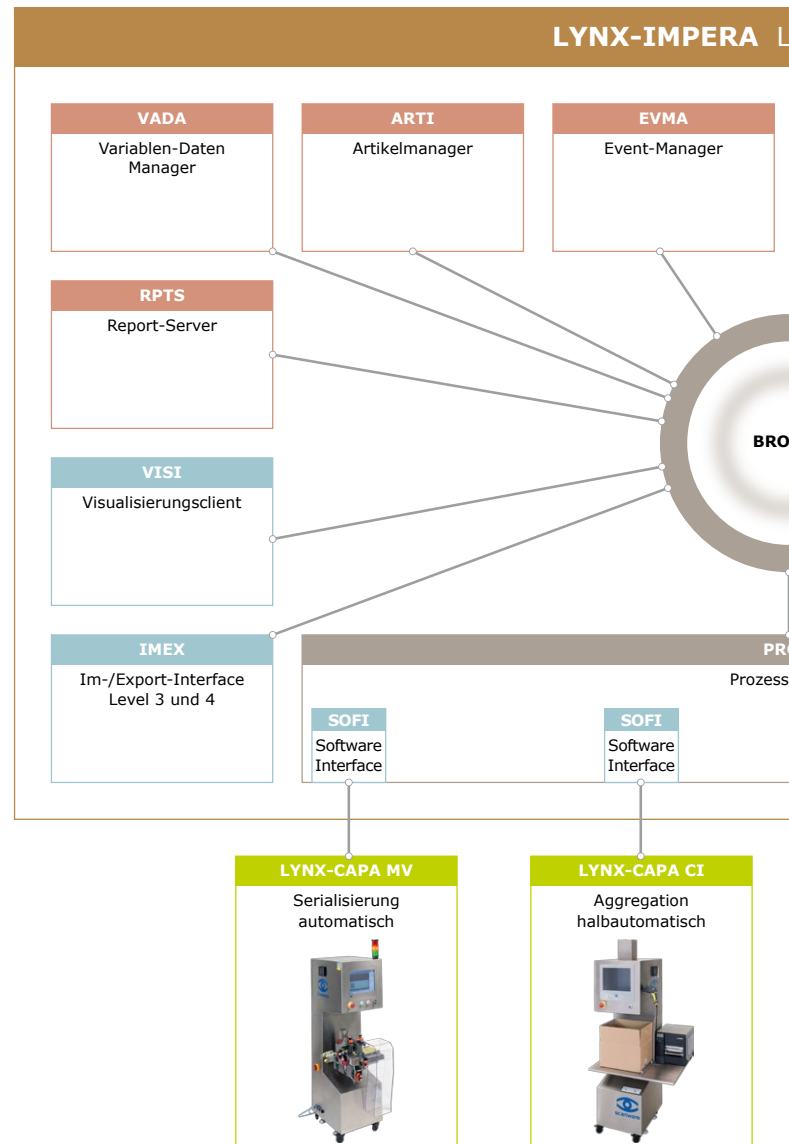 LYNX-IMPERA L
VADA
Variablen-Daten
Manager
ARTI
Artikelmanager
EVMA
Event-Manager
RPTS
Report-Server
BRO
VISI
Visualisierungsclient
IMEX
Im-/Export-Interface
Level 3 und 4
PRO
Prozess
SOFI
Software
Interface
SOFI
Software
Interface
LYNX-CAPA MV
Serialisierung
automatisch
LYNX-CAPA CI
Aggregation
halbautomatisch
scanware